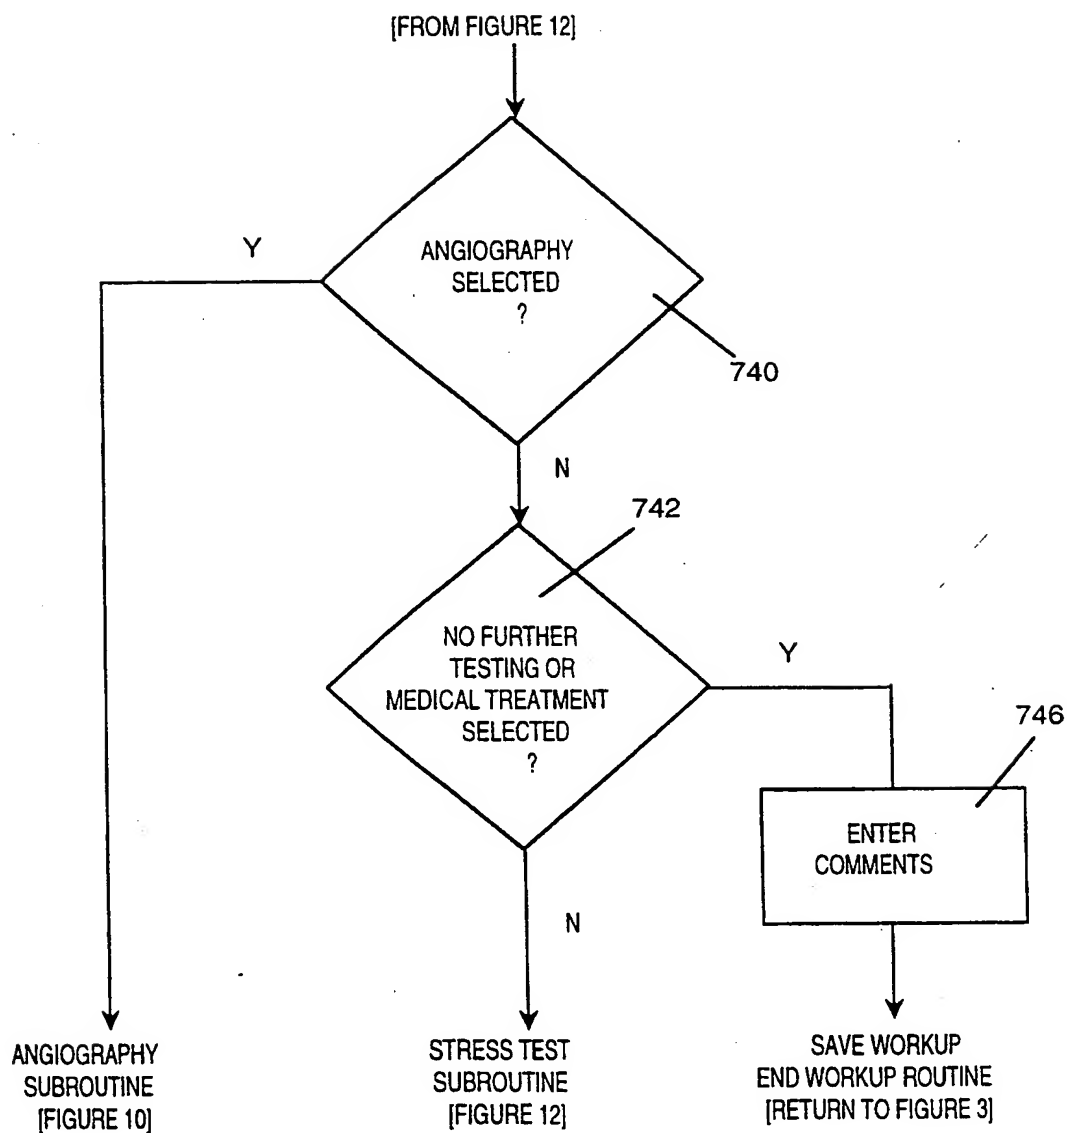 [FROM FIGURE 12]
Y
ANGIOGRAPHY
SELECTED
?
740
N
742
NO FURTHER
TESTING OR
MEDICAL TREATMENT
SELECTED
?
Y
746
ENTER
COMMENTS
N
ANGIOGRAPHY
SUBROUTINE
[FIGURE 10]
STRESS TEST
SUBROUTINE
[FIGURE 12]
SAVE WORKUP
END WORKUP ROUTINE
[RETURN TO FIGURE 3]